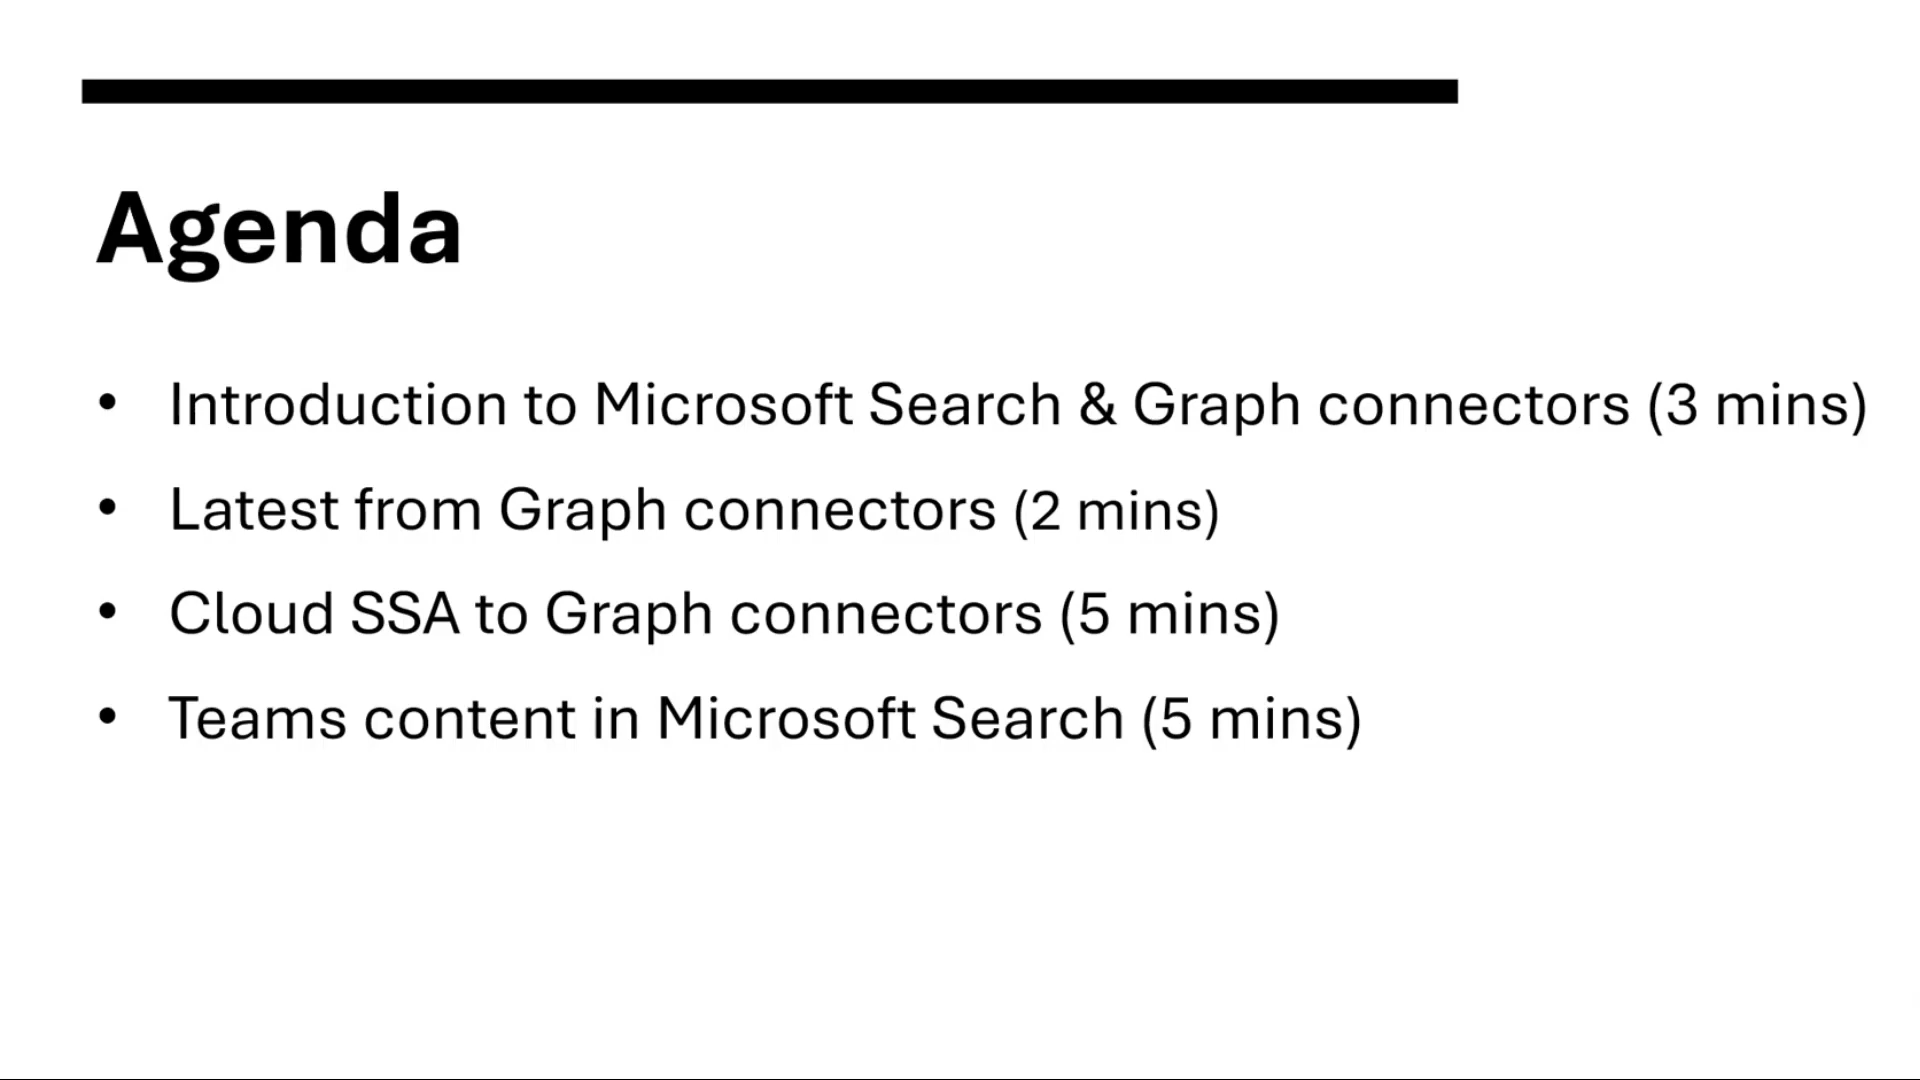 Agenda
• Introduction to Microsoft Search & Graph connectors (3 mins)
• Latest from Graph connectors (2 mins)
• Cloud SSA to Graph connectors (5 mins)
• Teams content in Microsoft Search (5 mins)